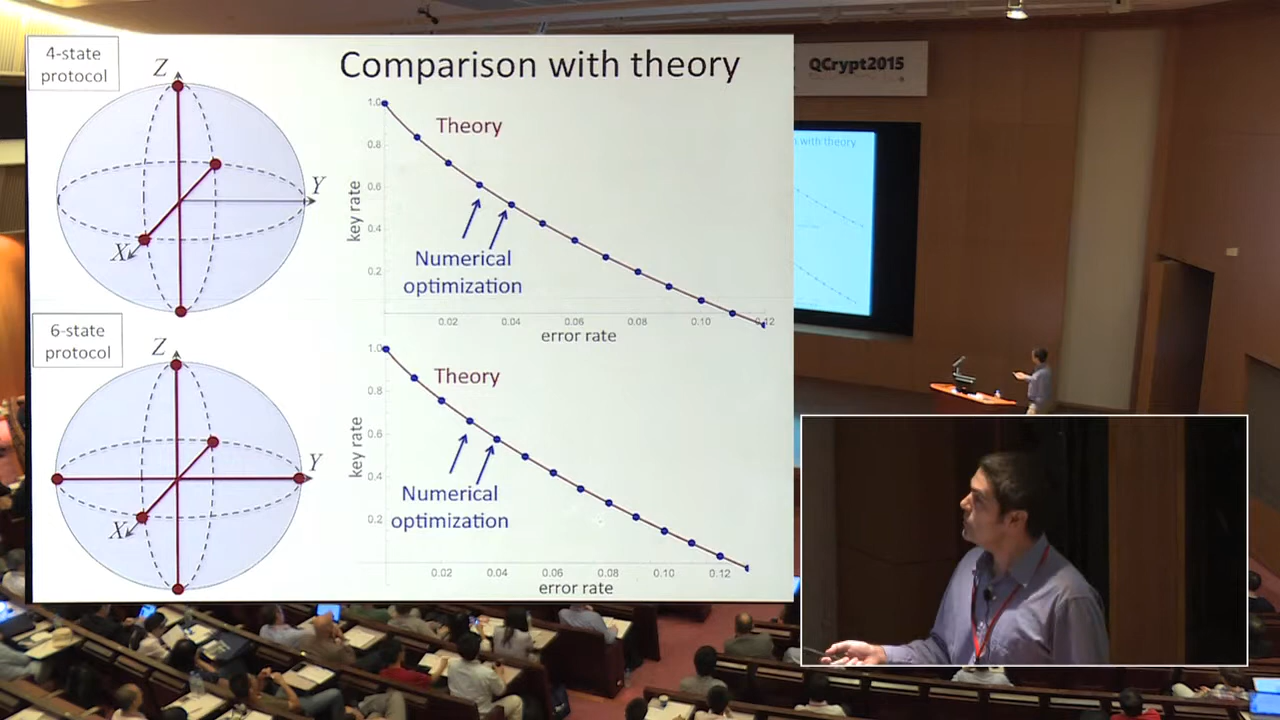 4-state
protocol
Z
Y
X
Comparison with theory
1.0
0.8
0.6
0.4
0.2
key rate
Theory
Numerical
optimization
0.02
0.04
0.06
0.08
0.10
0.12
error rate
6-state
protocol
Z
Y
X
1.0
0.8
0.6
0.4
0.2
key rate
Theory
Numerical
optimization
0.02
0.04
0.06
0.08
0.10
0.12
error rate
QCrypt2015
with theory